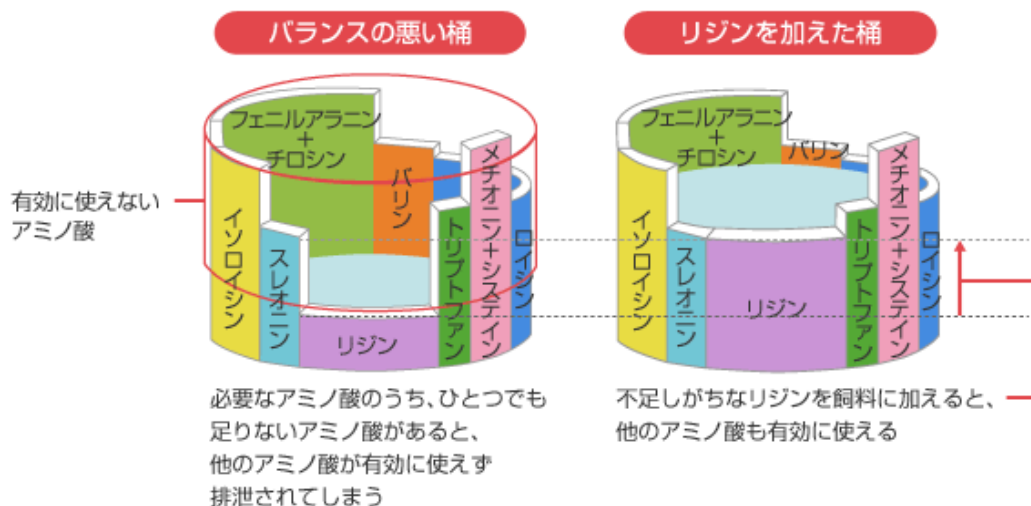 バランスの悪い桶
フェニルアラニン
+
チロシン
バリン
メチオニン+システイン
イソロイシン
スレオニン
リジン
トリプトファン
ロイシン
有効に使えない
アミノ酸
必要なアミノ酸のうち、ひとつでも
足りないアミノ酸があると、
他のアミノ酸が有効に使えず
排泄されてしまう
リジンを加えた桶
フェニルアラニン
+
チロシン
バリン
メチオニン+システイン
イソロイシン
スレオニン
リジン
トリプトファン
ロイシン
不足しがちなリジンを飼料に加えると、
他のアミノ酸も有効に使える